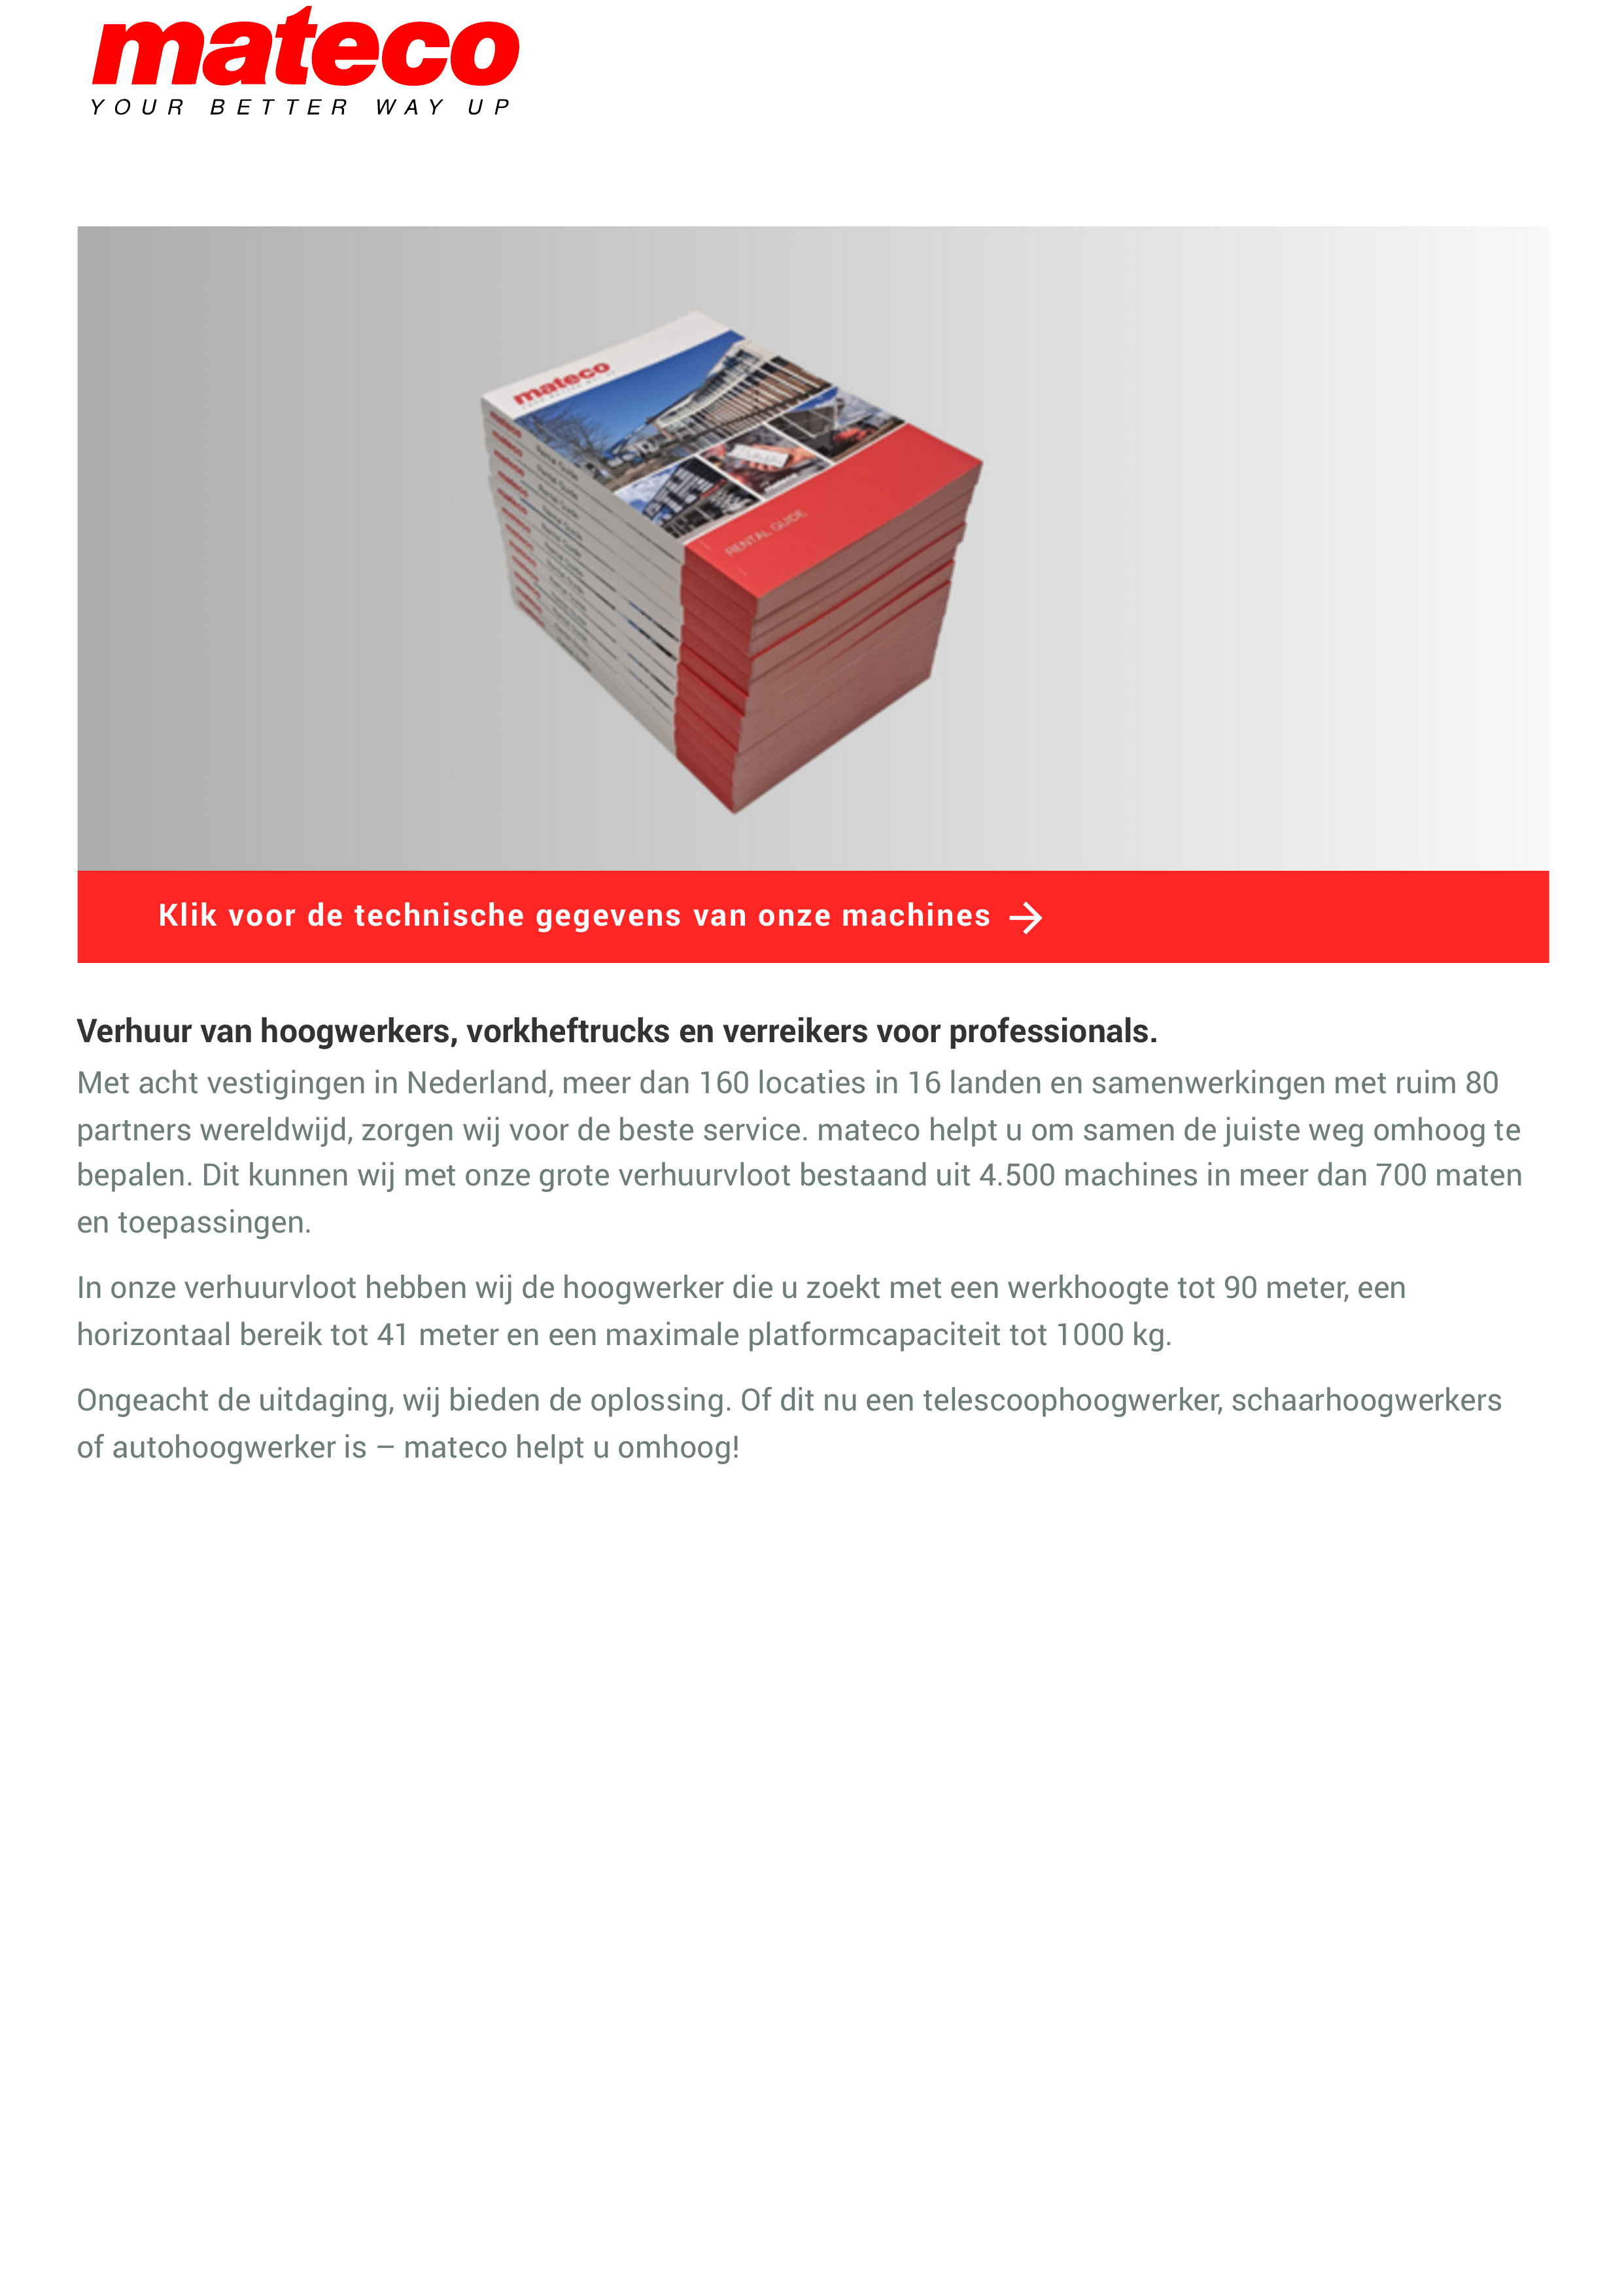 mateco
YOUR BETTER WAY UP
mateco
RENTAL GUIDE
Klik voor de technische gegevens van onze machines →
Verhuur van hoogwerkers, vorkheftrucks en verreikers voor professionals.
Met acht vestigingen in Nederland, meer dan 160 locaties in 16 landen en samenwerkingen met ruim 80
partners wereldwijd, zorgen wij voor de beste service. mateco helpt u om samen de juiste weg omhoog te
bepalen. Dit kunnen wij met onze grote verhuurvloot bestaand uit 4.500 machines in meer dan 700 maten
en toepassingen.
In onze verhuurvloot hebben wij de hoogwerker die u zoekt met een werkhoogte tot 90 meter, een
horizontaal bereik tot 41 meter en een maximale platformcapaciteit tot 1000 kg.
Ongeacht de uitdaging, wij bieden de oplossing. Of dit nu een telescoophoogwerker, schaarhoogwerkers
of autohoogwerker is – mateco helpt u omhoog!